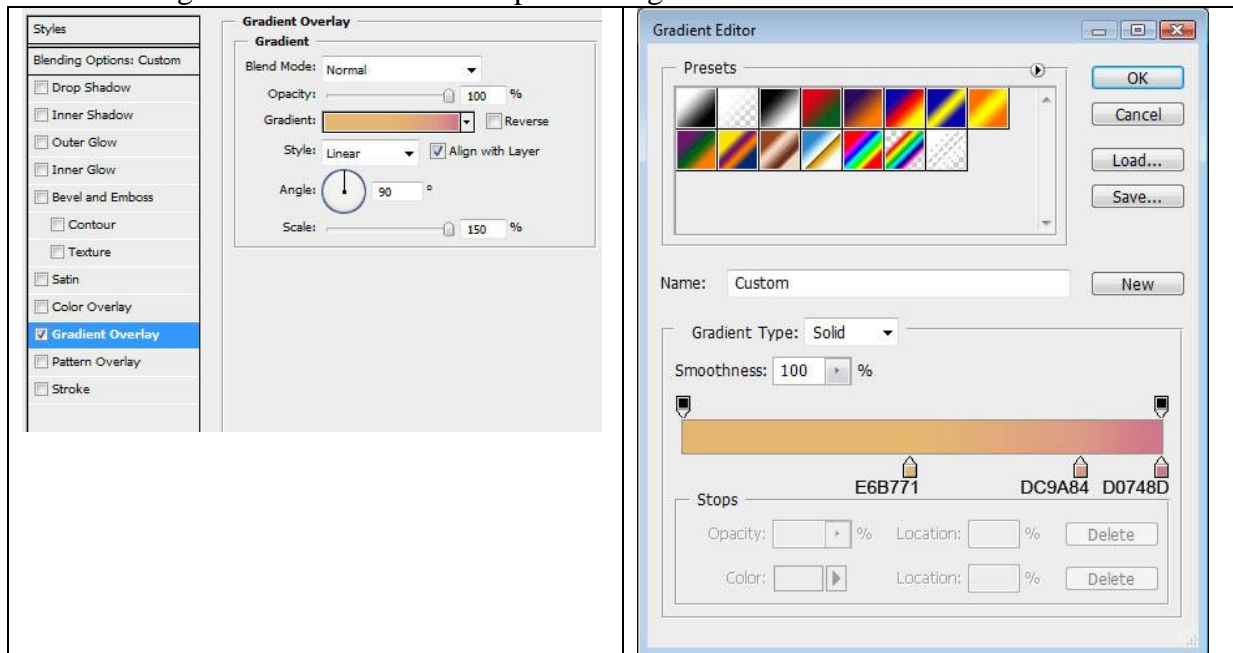 Styles
Blending Options: Custom
Drop Shadow
Inner Shadow
Outer Glow
Inner Glow
Bevel and Emboss
Contour
Texture
Satin
Color Overlay
Gradient Overlay
Pattern Overlay
Stroke
Gradient Overlay
Gradient
Blend Mode: Normal
Opacity: 100 %
Gradient: Reverse
Style: Linear Align with Layer
Angle: 90 °
Scale: 150 %
Gradient Editor
Presets
OK
Cancel
Load...
Save...
Name: Custom New
Gradient Type: Solid
Smoothness: 100 %
E6B771 DC9A84 D0748D
Stops
Opacity: % Location: % Delete
Color: Location: % Delete